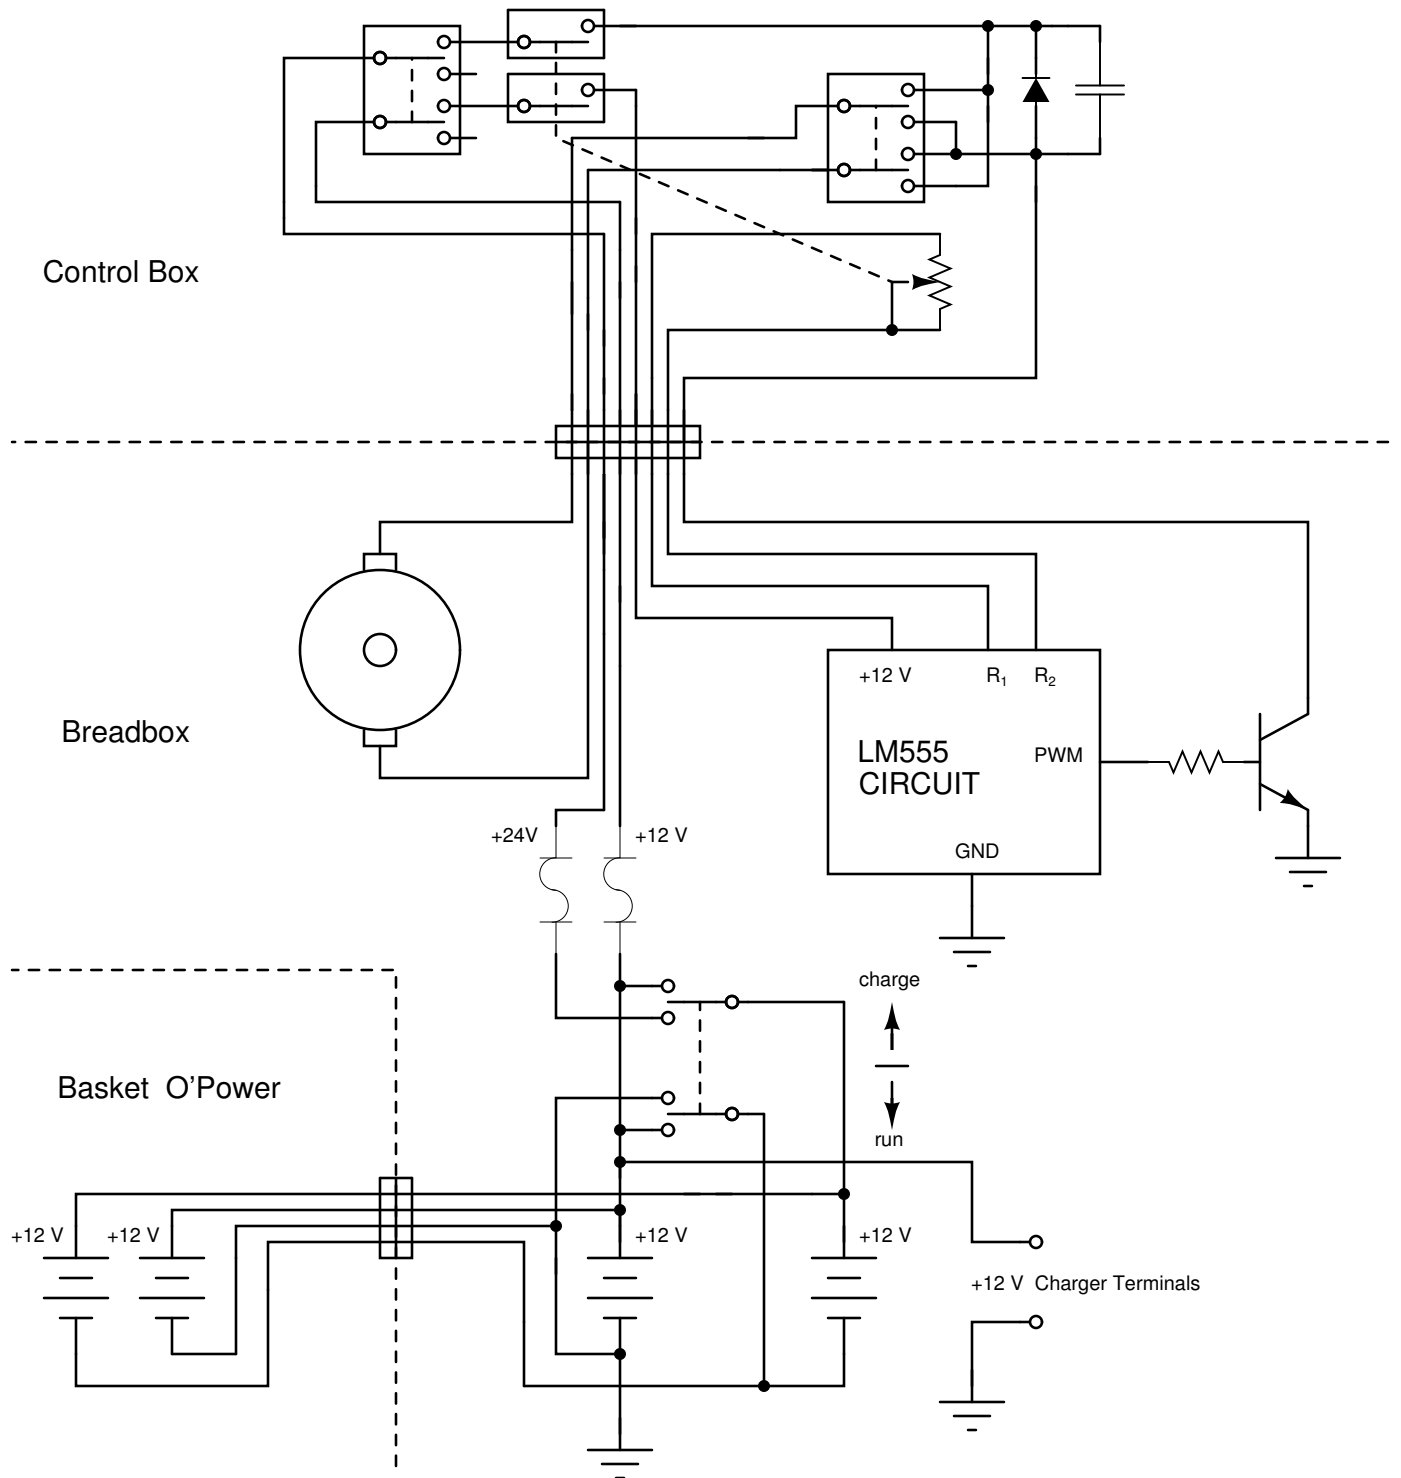 Control Box
Breadbox
+12 V R1 R2
LM555
CIRCUIT
PWM
GND
+24V +12 V
charge
run
Basket O'Power
+12 V +12 V +12 V +12 V
+12 V Charger Terminals